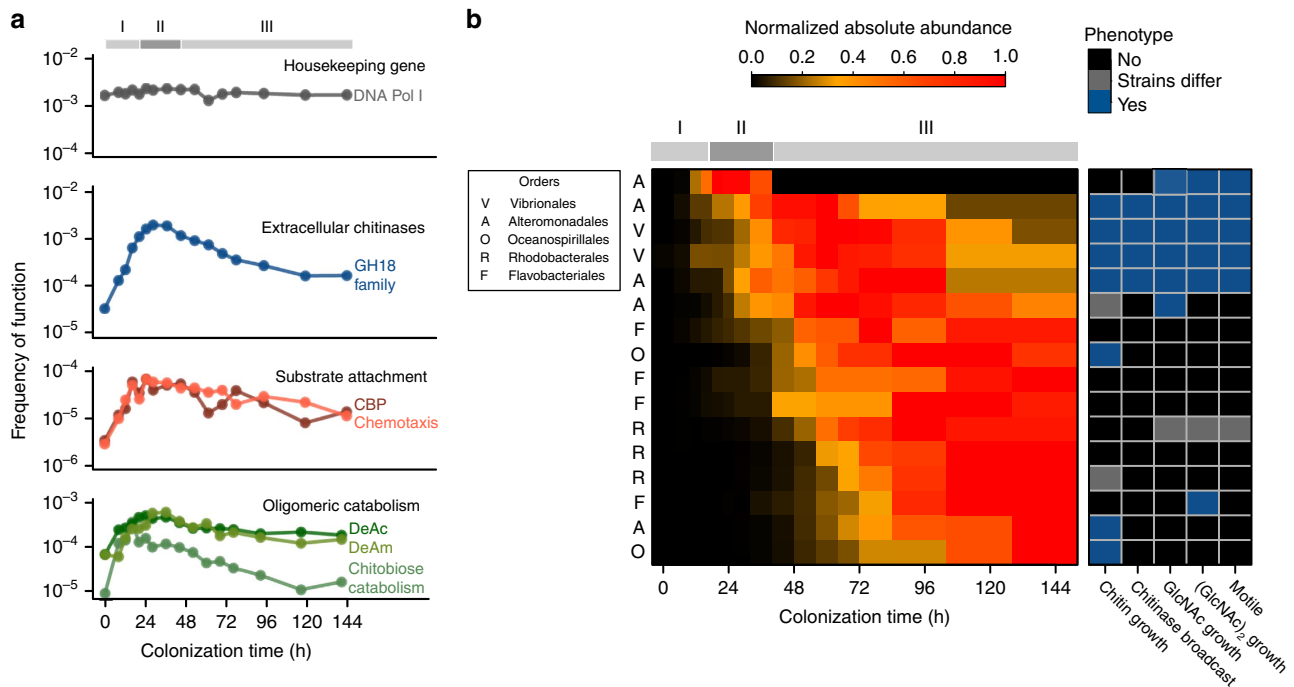 a
I II III
10⁻²
10⁻³
10⁻⁴
Housekeeping gene
DNA Pol I
10⁻²
10⁻³
10⁻⁴
10⁻⁵
Extracellular chitinases
GH18
family
10⁻⁴
10⁻⁵
10⁻⁶
Substrate attachment
CBP
Chemotaxis
10⁻³
10⁻⁴
10⁻⁵
Oligomeric catabolism
DeAc
DeAm
Chitobiose
catabolism
Frequency of function
0 24 48 72 96 120 144
Colonization time (h)
b
Normalized absolute abundance
0.0 0.2 0.4 0.6 0.8 1.0
Phenotype
No
Strains differ
Yes
I II III
Orders
V Vibrionales
A Alteromonadales
O Oceanospirillales
R Rhodobacterales
F Flavobacteriales
A
A
V
V
A
A
F
O
F
F
R
R
R
F
A
O
0 24 48 72 96 120 144
Colonization time (h)
Chitin growth
Chitinase broadcast
GlcNAc growth
(GlcNAc)₂ growth
Motile